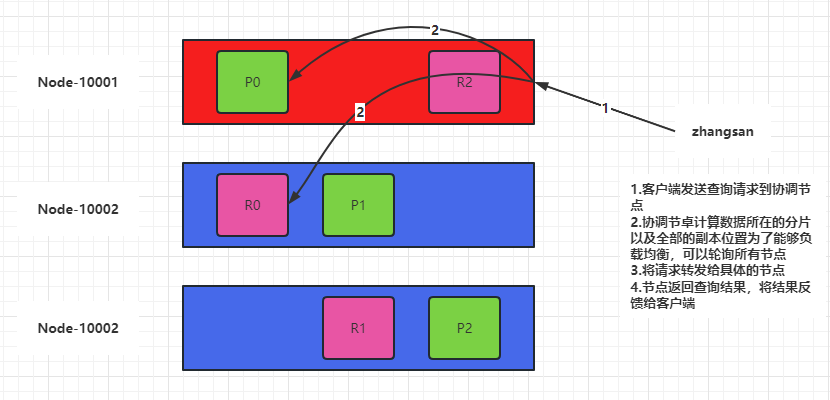 2
Node-10001
P0
R2
2
1
zhangsan
Node-10002
R0
P1
1.客户端发送查询请求到协调节
点
2.协调节卓计算数据所在的分片
以及全部的副本位置为了能够负
载均衡，可以轮询所有节点
3.将请求转发给具体的节点
4.节点返回查询结果，将结果反
馈给客户端
Node-10002
R1
P2